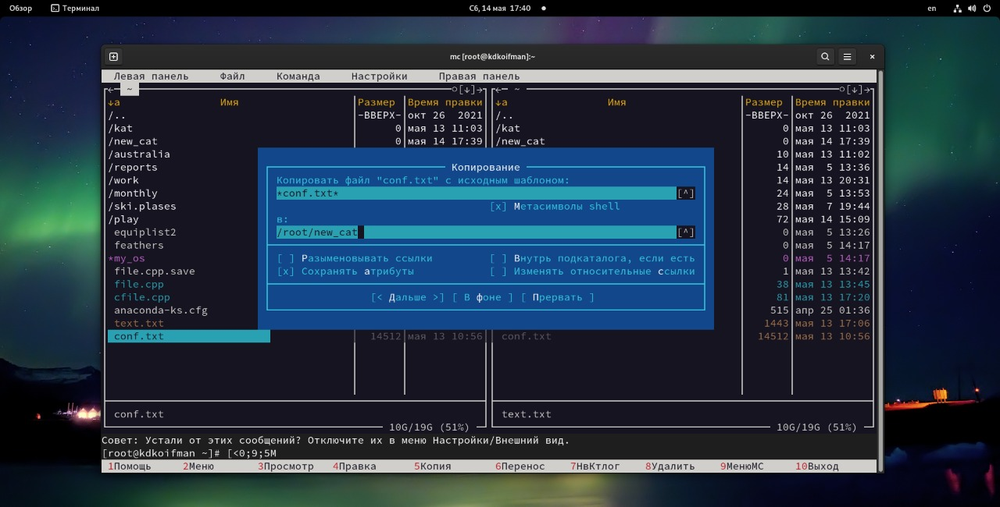 Обзор Терминал Сб, 14 мая 17:40 en
mc [root@kdkoifman]:~
Левая панель Файл Команда Настройки Правая панель
~ [↓] ~ [↓]
↓а Имя Размер Время правки ↓а Имя Размер Время правки
/.. -ВВЕРХ- окт 26 2021 /.. -ВВЕРХ- окт 26 2021
/kat 0 мая 13 11:03 /kat 0 мая 13 11:03
/new_cat 0 мая 14 17:39 /new_cat 0 мая 14 17:39
/australia 10 мая 13 11:02
/reports Копирование 14 мая 5 13:36
/work Копировать файл "conf.txt" с исходным шаблоном: 14 мая 13 20:31
/monthly *conf.txt* [^] 24 мая 5 13:53
/ski.plases [x] Метасимволы shell 28 мая 7 19:44
/play в: 72 мая 14 15:09
equiplist2 /root/new_cat [^] 0 мая 5 13:26
feathers 0 мая 5 14:17
*my_os [ ] Разыменовывать ссылки [ ] Внутрь подкаталога, если есть 0 мая 5 14:17
file.cpp.save [x] Сохранять атрибуты [ ] Изменять относительные ссылки 1 мая 13 13:42
file.cpp 38 мая 13 13:45
cfile.cpp [< Дальше >] [ В фоне ] [ Прервать ] 81 мая 13 17:20
anaconda-ks.cfg 515 апр 25 01:36
text.txt 1443 мая 13 17:06
conf.txt 14512 мая 13 10:56 conf.txt 14512 мая 13 10:56
conf.txt text.txt
10G/19G (51%) 10G/19G (51%)
Совет: Устали от этих сообщений? Отключите их в меню Настройки/Внешний вид.
[root@kdkoifman ~]# [<0;9;5M
1Помощь 2Меню 3Просмотр 4Правка 5Копия 6Перенос 7НвКтлог 8Удалить 9МенюМС 10Выход